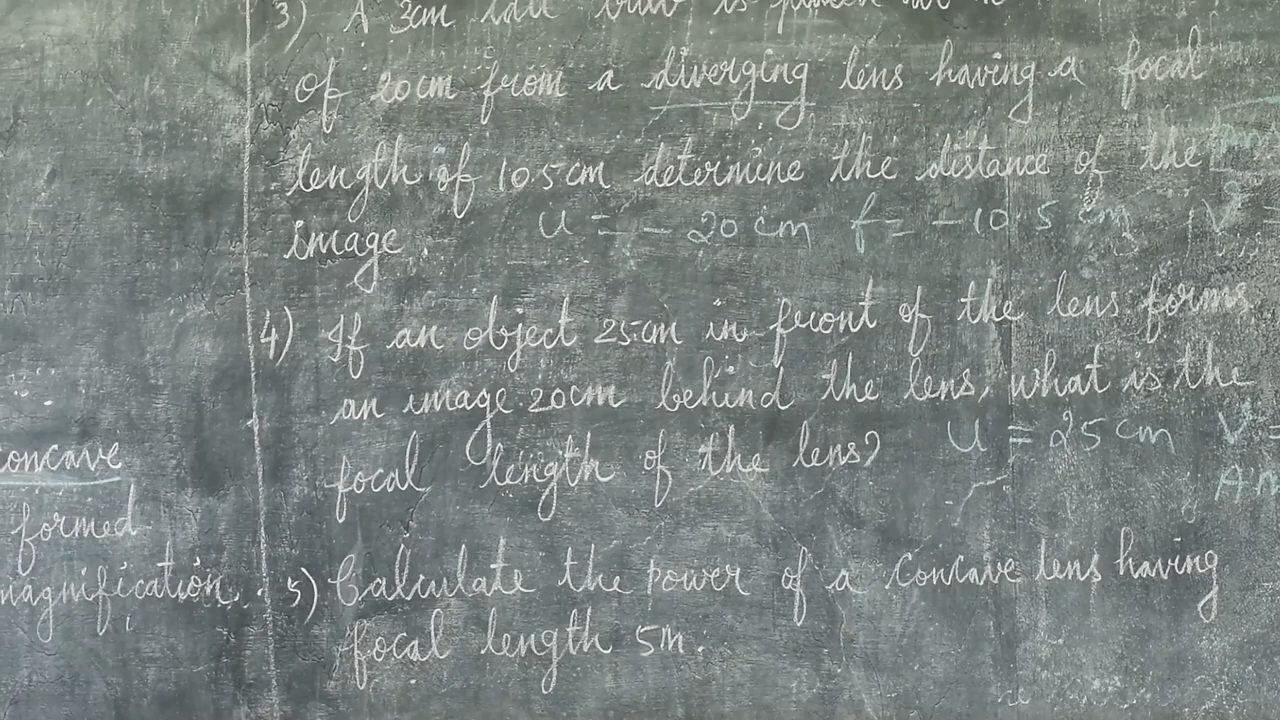 concave
formed
magnification.
3) A 3cm tall bulb is placed at a
of 20cm from a diverging lens having a focal
length of 10.5cm determine the distance of the
image. u = - 20 cm f = -10.5 cm V =
4) If an object 25cm in front of the lens forms
an image 20cm behind the lens, what is the
focal length of the lens? u = 25 cm V =
5) Calculate the power of a concave lens having
focal length 5m.